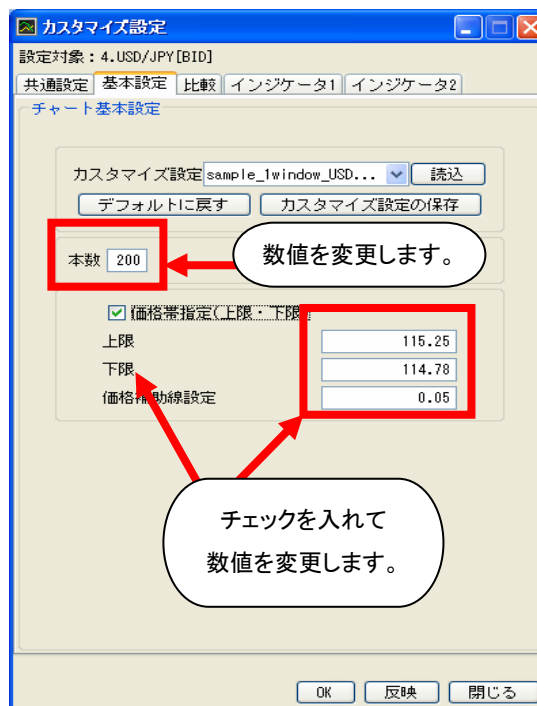 カスタマイズ設定
設定対象：4.USD/JPY[BID]
共通設定 基本設定 比較 インジケータ1 インジケータ2
チャート基本設定
カスタマイズ設定 sample_1window_USD... 読込
デフォルトに戻す カスタマイズ設定の保存
本数 200
数値を変更します。
価格帯指定(上限・下限)
上限 115.25
下限 114.78
価格補助線設定 0.05
チェックを入れて
数値を変更します。
OK 反映 閉じる